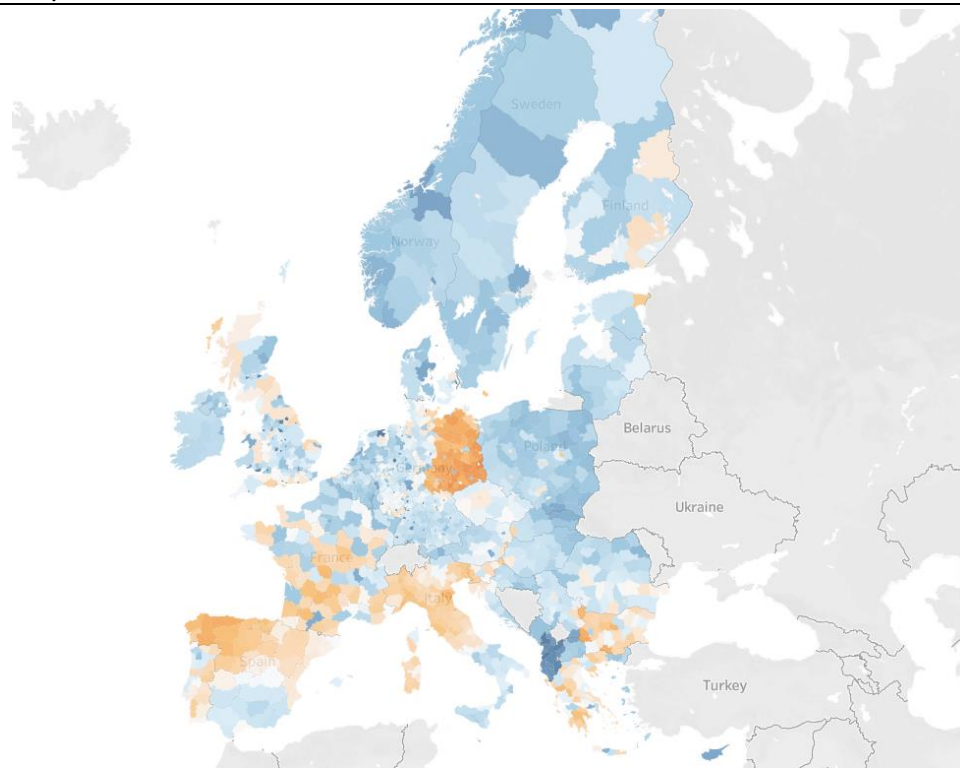 Sweden
Finland
Norway
Belarus
Poland
Germany
Ukraine
France
Italy
Spain
Turkey